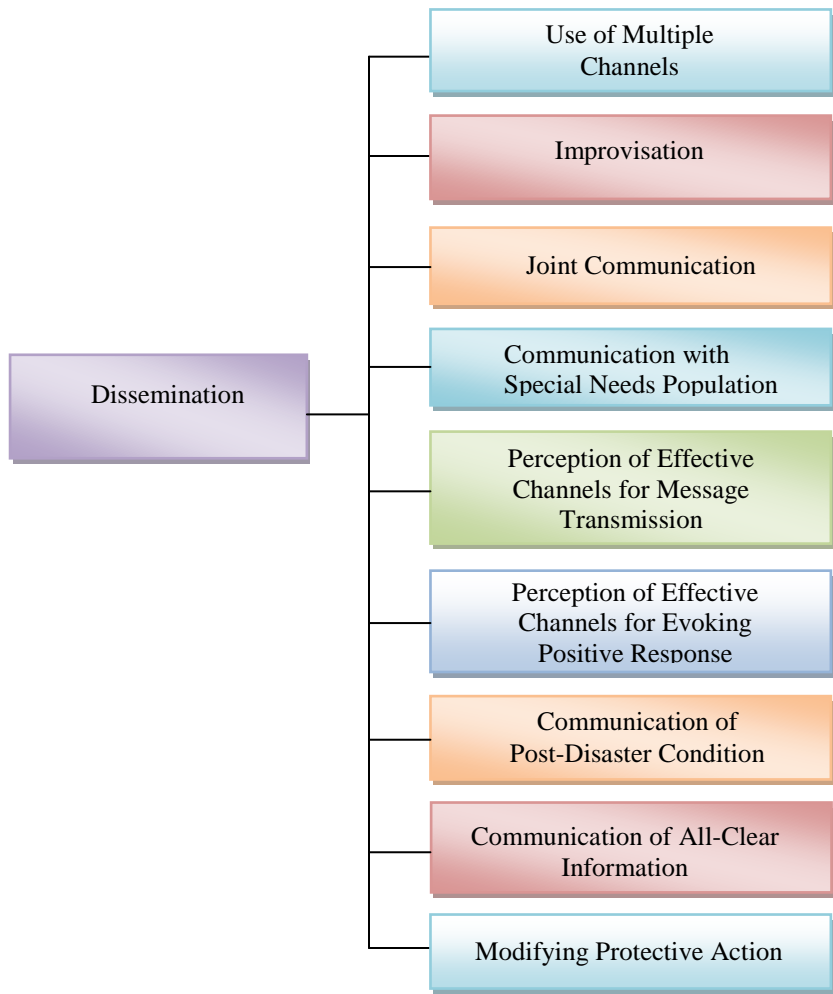 Use of Multiple
Channels
Improvisation
Joint Communication
Communication with
Special Needs Population
Dissemination
Perception of Effective
Channels for Message
Transmission
Perception of Effective
Channels for Evoking
Positive Response
Communication of
Post-Disaster Condition
Communication of All-Clear
Information
Modifying Protective Action